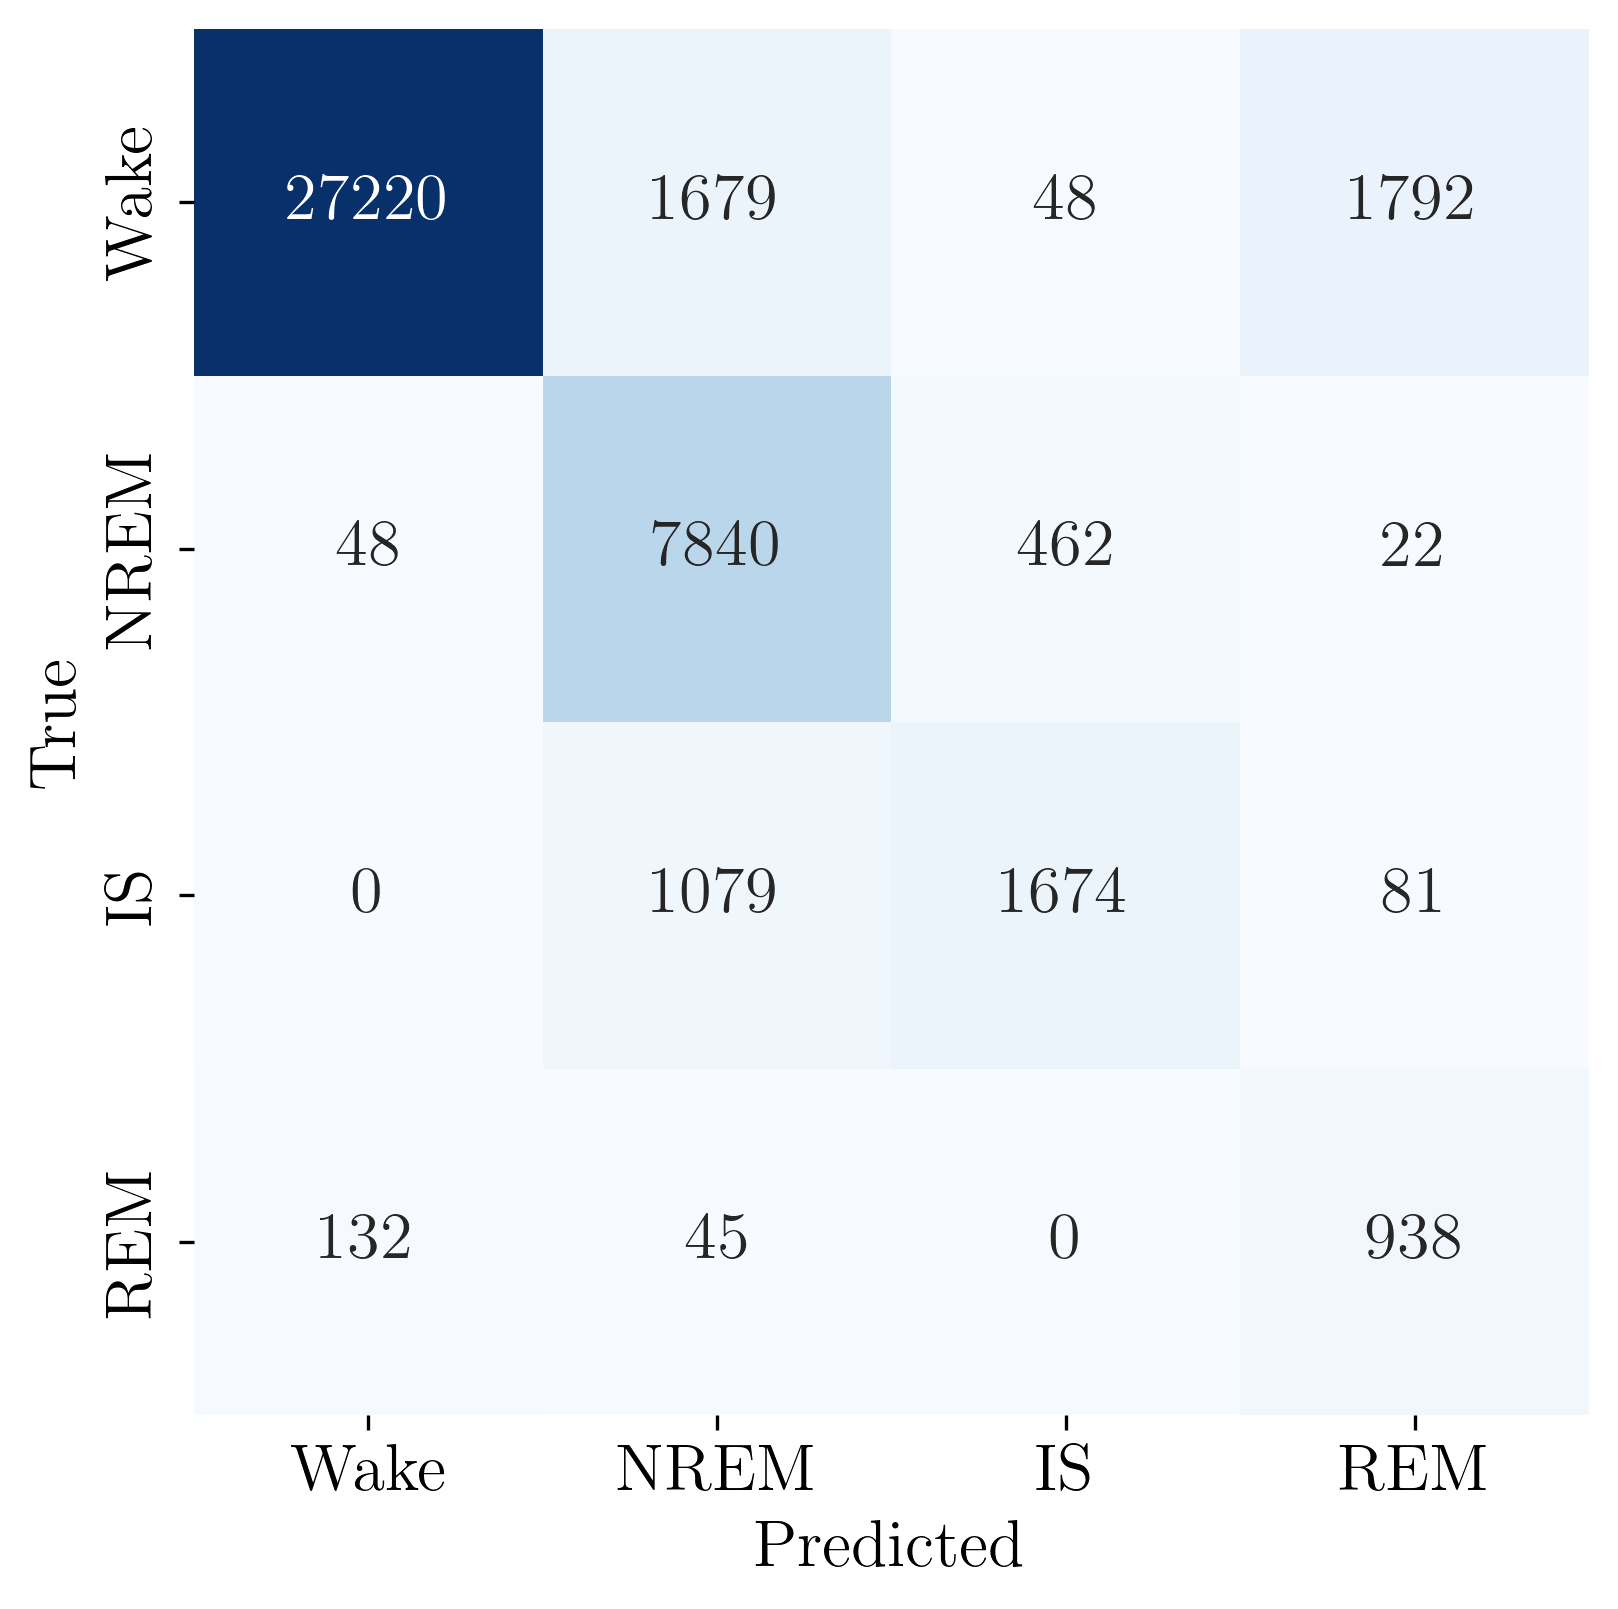 True
Wake 27220 1679 48 1792
NREM 48 7840 462 22
IS 0 1079 1674 81
REM 132 45 0 938
Wake NREM IS REM
Predicted